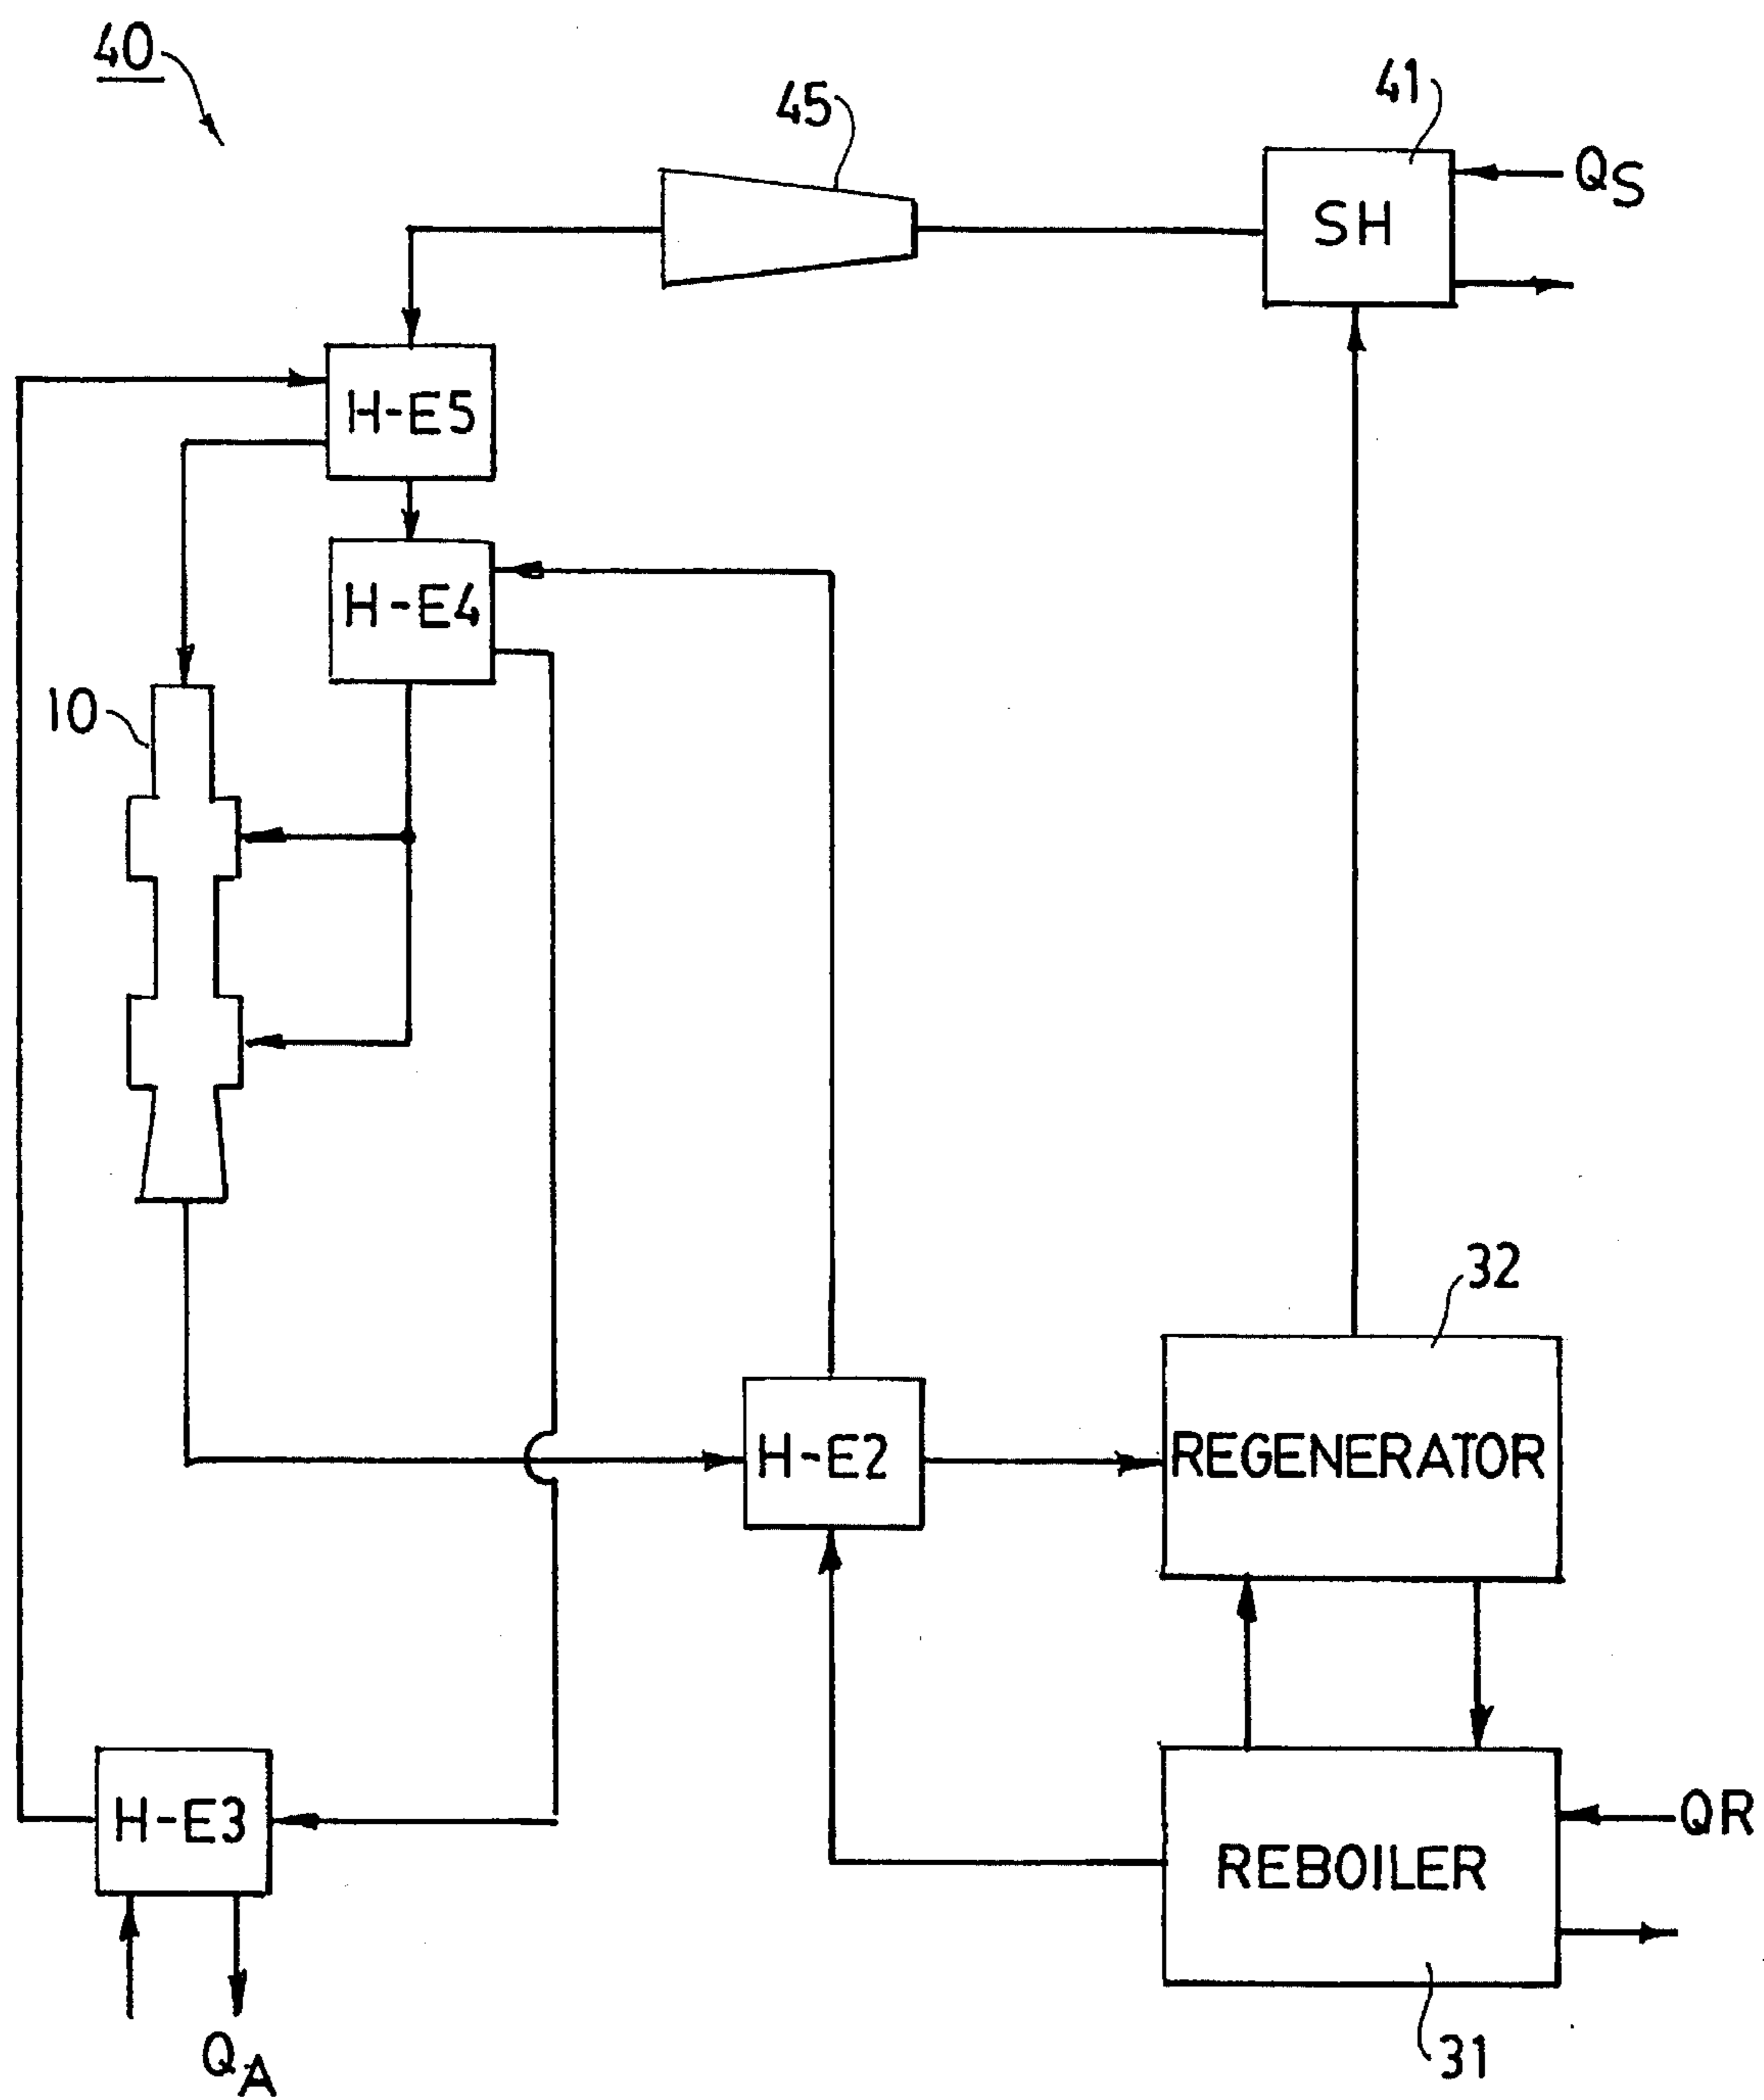 40
45
41
QS
SH
H-E5
H-E4
10
32
H-E2
REGENERATOR
H-E3
QR
REBOILER
QA
31